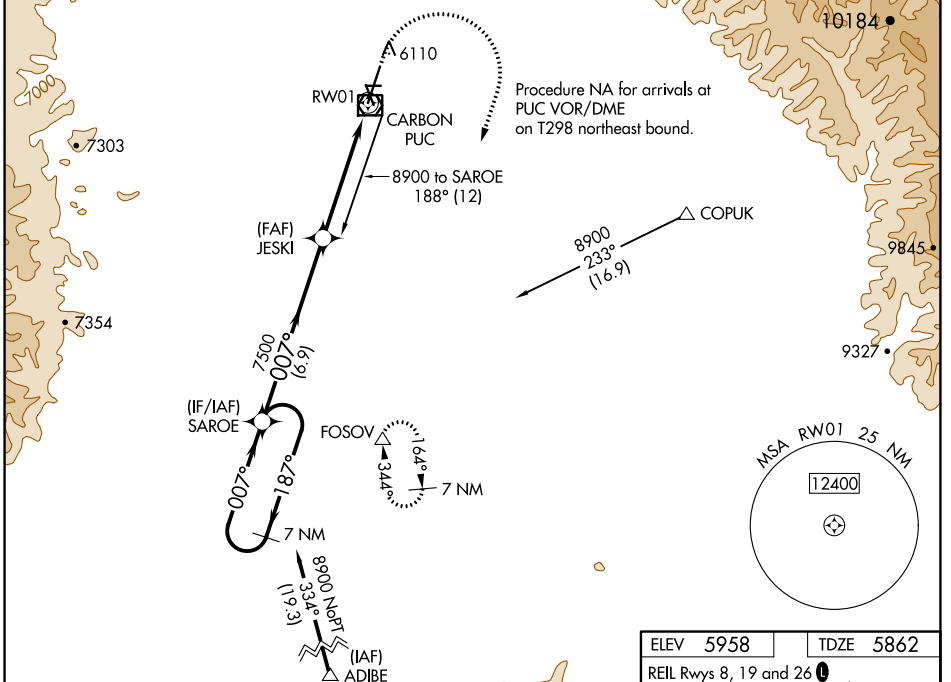 10184
6110
7000
RW01
Procedure NA for arrivals at
PUC VOR/DME
on T298 northeast bound.
CARBON
PUC
7303
8900 to SAROE
188° (12)
COPUK
(FAF)
JESKI
8900
233°
(16.9)
9845
7354
7500
007°
(6.9)
9327
(IF/IAF)
SAROE
FOSOV
164°
344°
7 NM
MSA RW01 25 NM
12400
007°
187°
7 NM
8900 NoPT
334°
(19.3)
(IAF)
ADIBE
ELEV 5958
TDZE 5862
REIL Rwys 8, 19 and 26 L